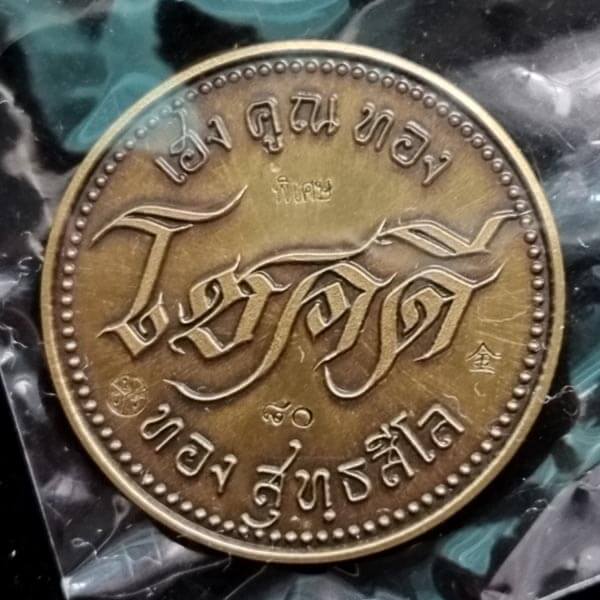 เฮง คูณ ทอง
พิเศษ
โชคดี
金
๘๐
ทอง สุทฺธสีโล